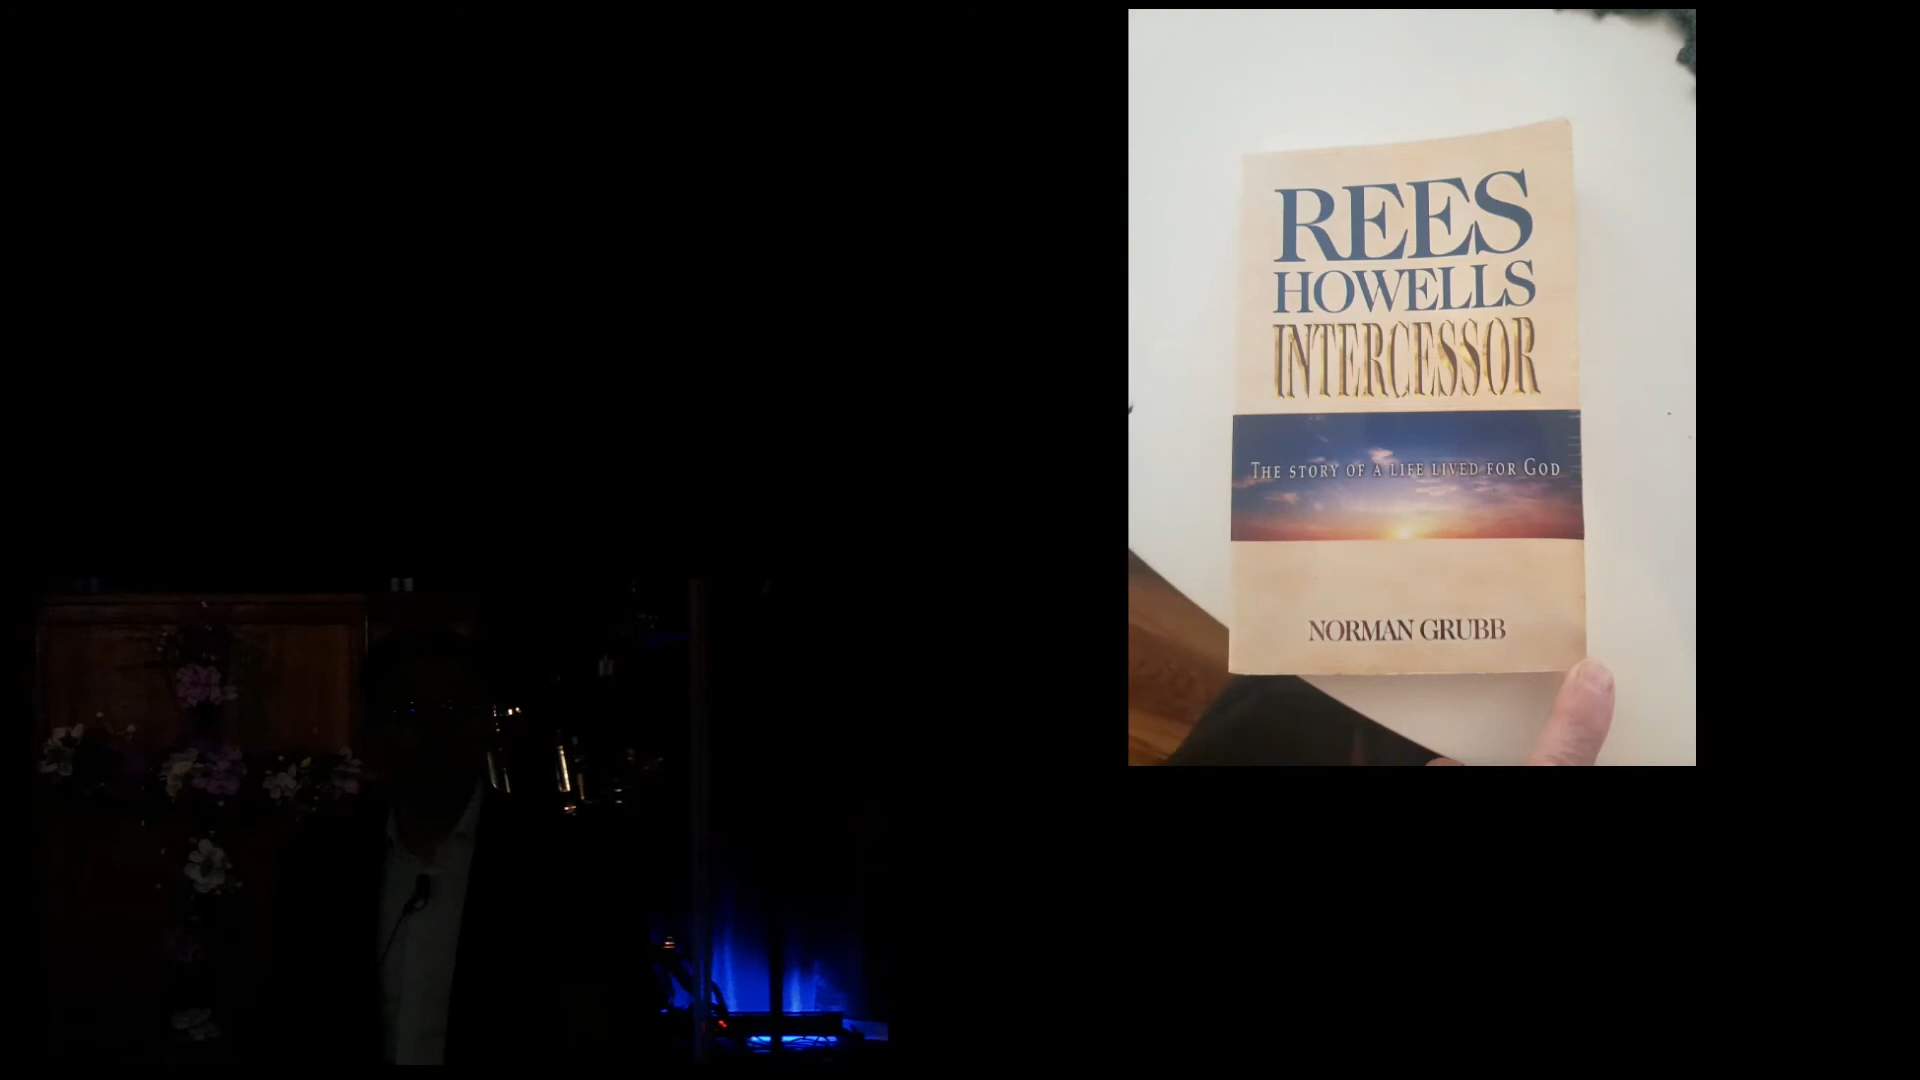 REES
HOWELLS
INTERCESSOR
THE STORY OF A LIFE LIVED FOR GOD
NORMAN GRUBB